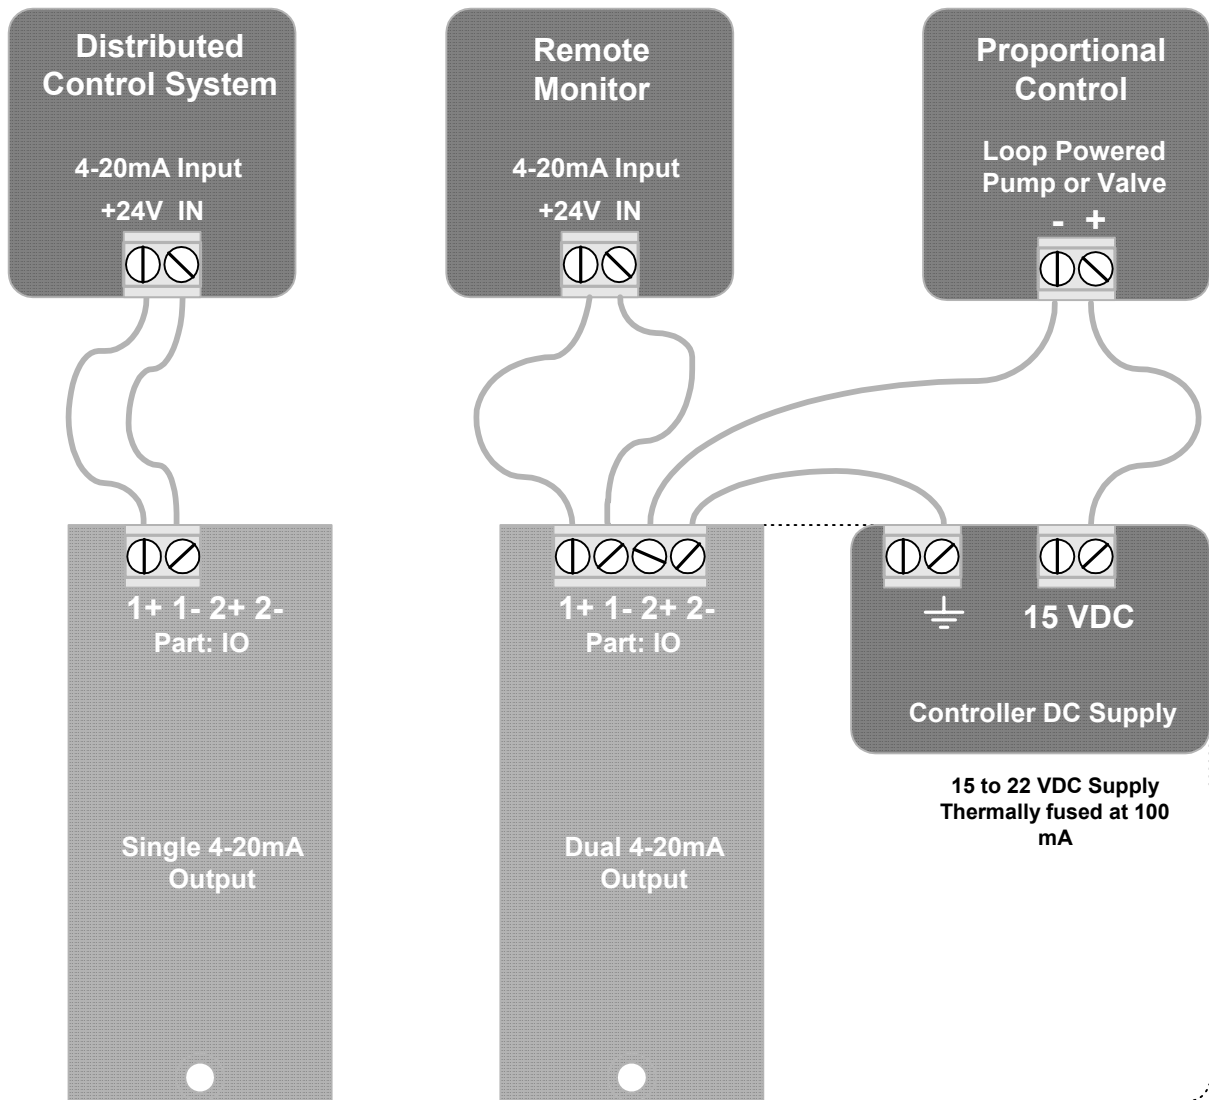 Distributed
Control System
4-20mA Input
+24V IN
Remote
Monitor
4-20mA Input
+24V IN
Proportional
Control
Loop Powered
Pump or Valve
- +
1+ 1- 2+ 2-
Part: IO
Single 4-20mA
Output
1+ 1- 2+ 2-
Part: IO
Dual 4-20mA
Output
15 VDC
Controller DC Supply
15 to 22 VDC Supply
Thermally fused at 100
mA